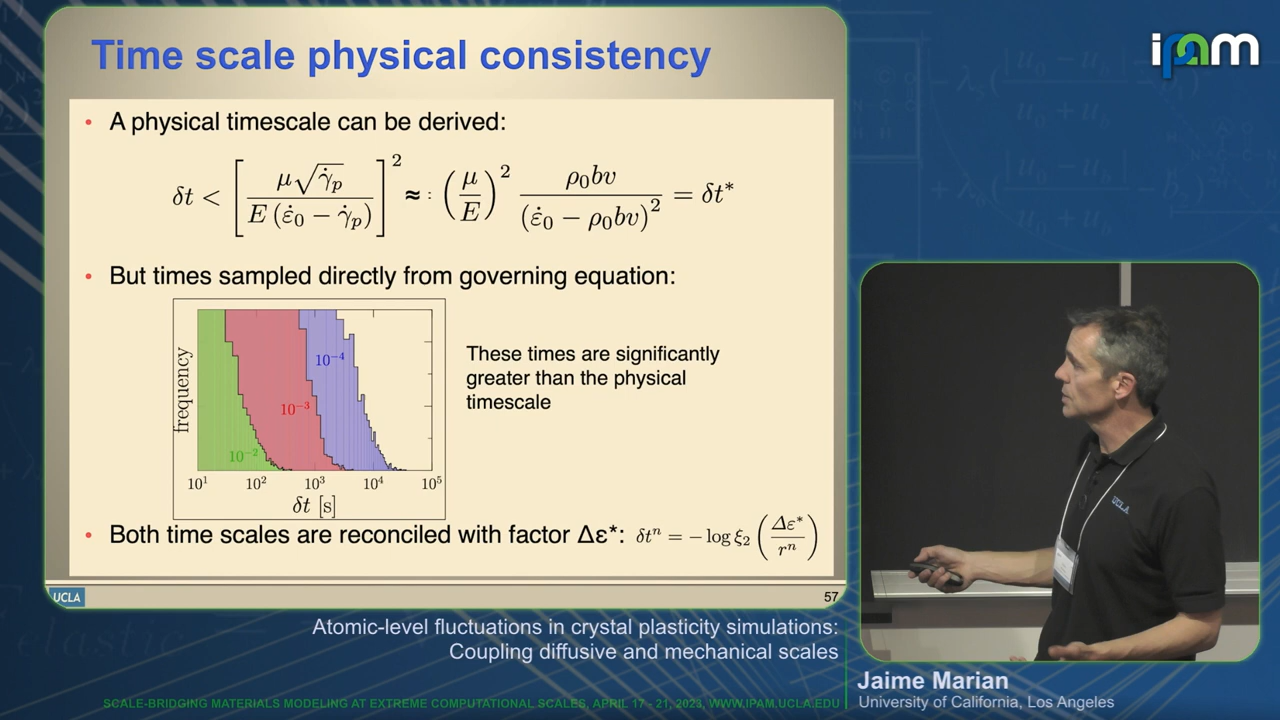 Time scale physical consistency
• A physical timescale can be derived:
δt < [ μ√γ̇ₚ / E (ε̇₀ − γ̇ₚ) ]² ≈ : (μ/E)² ρ₀bv / (ε̇₀ − ρ₀bv)² = δt*
• But times sampled directly from governing equation:
frequency
10⁻²
10⁻³
10⁻⁴
10¹ 10² 10³ 10⁴ 10⁵
δt [s]
These times are significantly
greater than the physical
timescale
• Both time scales are reconciled with factor Δε*: δtⁿ = − log ξ₂ (Δε*/rⁿ)
UCLA
57
ipam
UCLA
Atomic-level fluctuations in crystal plasticity simulations:
Coupling diffusive and mechanical scales
Jaime Marian
University of California, Los Angeles
SCALE-BRIDGING MATERIALS MODELING AT EXTREME COMPUTATIONAL SCALES, APRIL 17 - 21, 2023, WWW.IPAM.UCLA.EDU